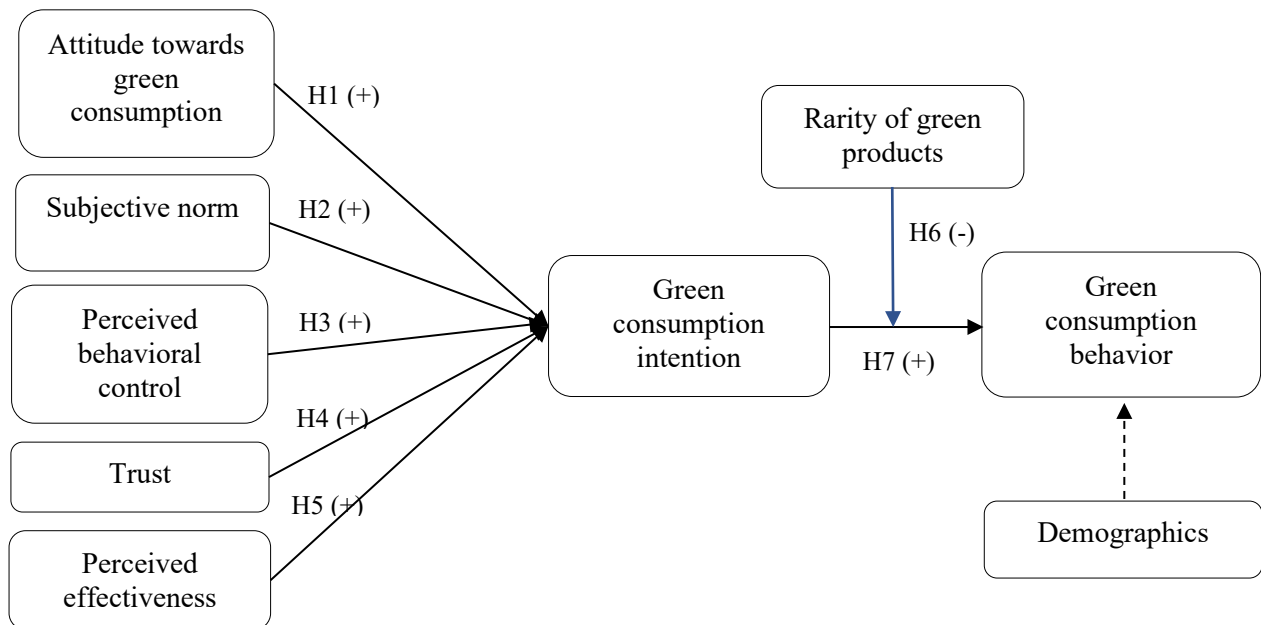 Attitude towards
green
consumption
H1 (+)
Subjective norm
H2 (+)
Perceived
behavioral
control
H3 (+)
Trust
H4 (+)
Perceived
effectiveness
H5 (+)
Green
consumption
intention
Rarity of green
products
H6 (-)
H7 (+)
Green
consumption
behavior
Demographics